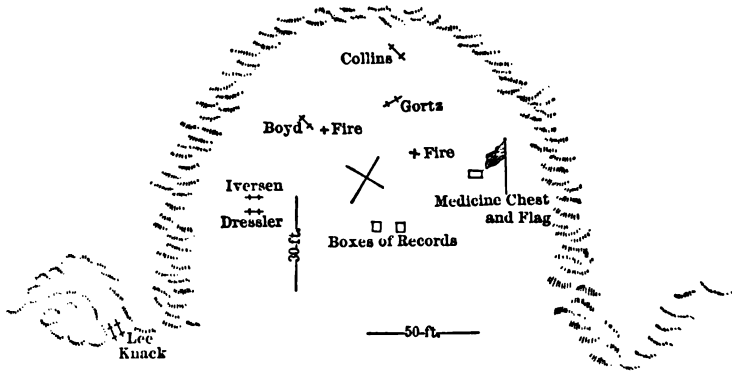 Collins
Gortz
Boyd
+Fire
+Fire
Iversen
Dressler
Medicine Chest
and Flag
Boxes of Records
30-ft.
50-ft.
Lee
Knack